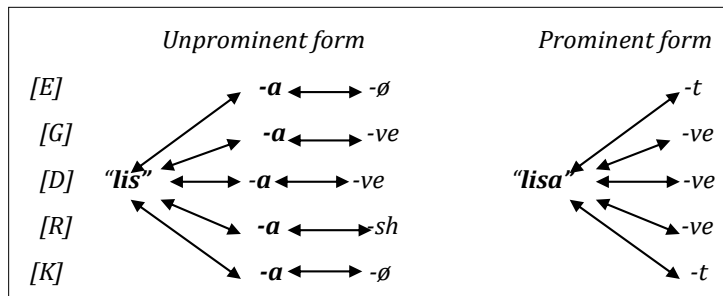 Unprominent form Prominent form
[E] -a -ø -t
[G] -a -ve -ve
[D] “lis” -a -ve “lisa” -ve
[R] -a -sh -ve
[K] -a -ø -t